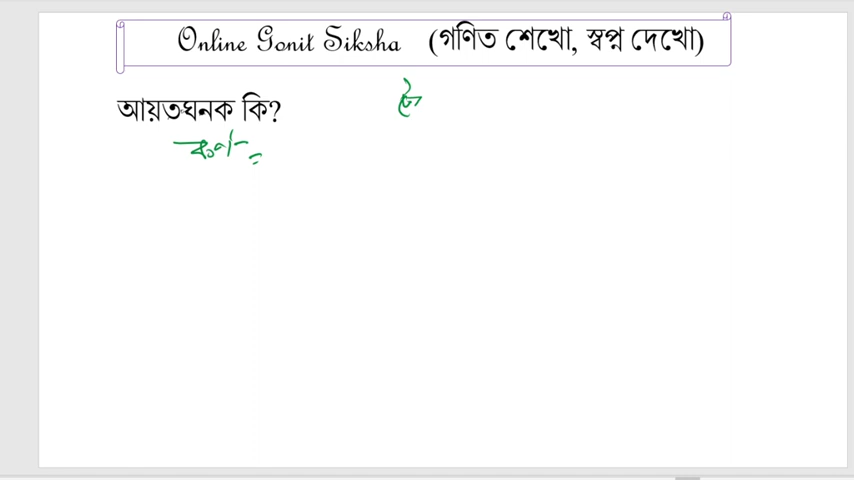 Online Gonit Siksha (গণিত শেখো, স্বপ্ন দেখো)
আয়তঘনক কি?